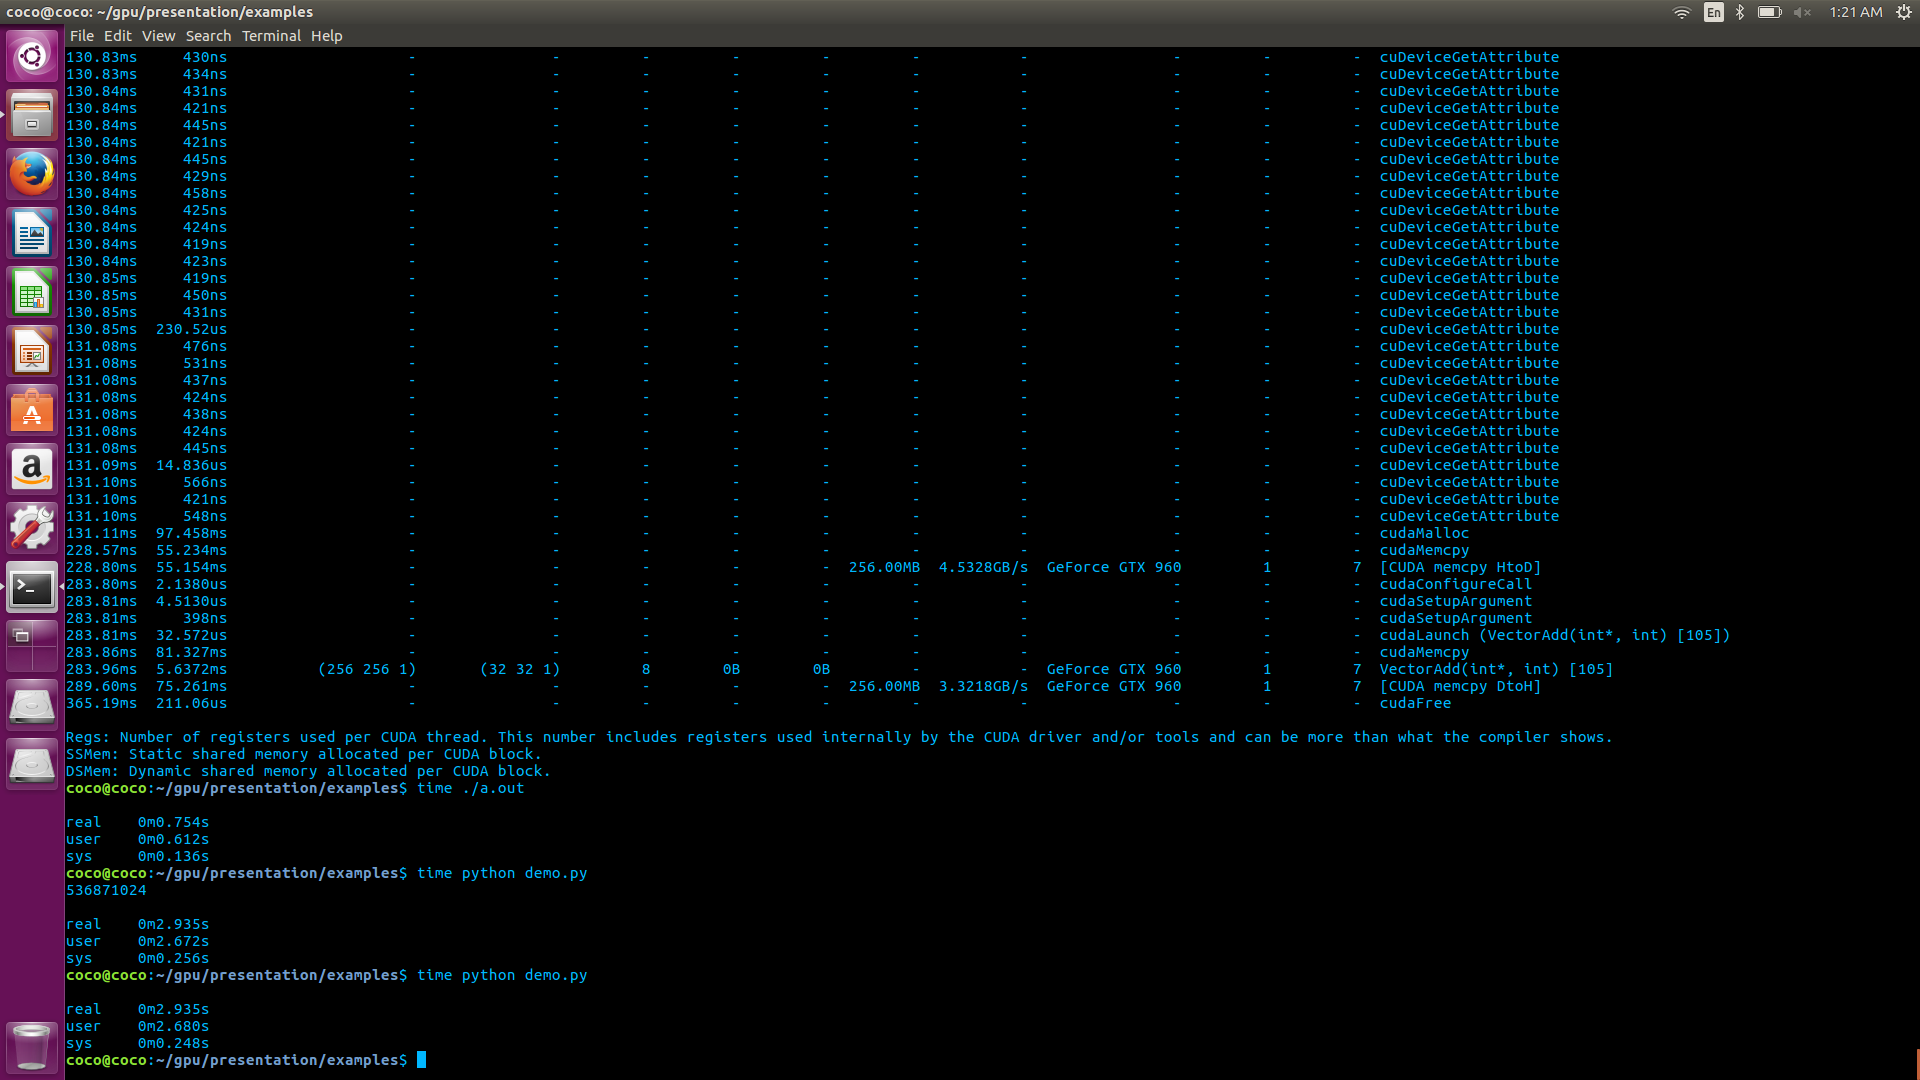 coco@coco: ~/gpu/presentation/examples
En
1:21 AM
File Edit View Search Terminal Help
130.83ms 430ns - - - - - - - - - - cuDeviceGetAttribute
130.83ms 434ns - - - - - - - - - - cuDeviceGetAttribute
130.84ms 431ns - - - - - - - - - - cuDeviceGetAttribute
130.84ms 421ns - - - - - - - - - - cuDeviceGetAttribute
130.84ms 445ns - - - - - - - - - - cuDeviceGetAttribute
130.84ms 421ns - - - - - - - - - - cuDeviceGetAttribute
130.84ms 445ns - - - - - - - - - - cuDeviceGetAttribute
130.84ms 429ns - - - - - - - - - - cuDeviceGetAttribute
130.84ms 458ns - - - - - - - - - - cuDeviceGetAttribute
130.84ms 425ns - - - - - - - - - - cuDeviceGetAttribute
130.84ms 424ns - - - - - - - - - - cuDeviceGetAttribute
130.84ms 419ns - - - - - - - - - - cuDeviceGetAttribute
130.84ms 423ns - - - - - - - - - - cuDeviceGetAttribute
130.85ms 419ns - - - - - - - - - - cuDeviceGetAttribute
130.85ms 450ns - - - - - - - - - - cuDeviceGetAttribute
130.85ms 431ns - - - - - - - - - - cuDeviceGetAttribute
130.85ms 230.52us - - - - - - - - - - cuDeviceGetAttribute
131.08ms 476ns - - - - - - - - - - cuDeviceGetAttribute
131.08ms 531ns - - - - - - - - - - cuDeviceGetAttribute
131.08ms 437ns - - - - - - - - - - cuDeviceGetAttribute
131.08ms 424ns - - - - - - - - - - cuDeviceGetAttribute
131.08ms 438ns - - - - - - - - - - cuDeviceGetAttribute
131.08ms 424ns - - - - - - - - - - cuDeviceGetAttribute
131.08ms 445ns - - - - - - - - - - cuDeviceGetAttribute
131.09ms 14.836us - - - - - - - - - - cuDeviceGetAttribute
131.10ms 566ns - - - - - - - - - - cuDeviceGetAttribute
131.10ms 421ns - - - - - - - - - - cuDeviceGetAttribute
131.10ms 548ns - - - - - - - - - - cuDeviceGetAttribute
131.11ms 97.458ms - - - - - - - - - - cudaMalloc
228.57ms 55.234ms - - - - - - - - - - cudaMemcpy
228.80ms 55.154ms - - - - - 256.00MB 4.5328GB/s GeForce GTX 960 1 7 [CUDA memcpy HtoD]
283.80ms 2.1380us - - - - - - - - - - cudaConfigureCall
283.81ms 4.5130us - - - - - - - - - - cudaSetupArgument
283.81ms 398ns - - - - - - - - - - cudaSetupArgument
283.81ms 32.572us - - - - - - - - - - cudaLaunch (VectorAdd(int*, int) [105])
283.86ms 81.327ms - - - - - - - - - - cudaMemcpy
283.96ms 5.6372ms (256 256 1) (32 32 1) 8 0B 0B - - GeForce GTX 960 1 7 VectorAdd(int*, int) [105]
289.60ms 75.261ms - - - - - 256.00MB 3.3218GB/s GeForce GTX 960 1 7 [CUDA memcpy DtoH]
365.19ms 211.06us - - - - - - - - - - cudaFree
Regs: Number of registers used per CUDA thread. This number includes registers used internally by the CUDA driver and/or tools and can be more than what the compiler shows.
SSMem: Static shared memory allocated per CUDA block.
DSMem: Dynamic shared memory allocated per CUDA block.
coco@coco:~/gpu/presentation/examples$ time ./a.out
real 0m0.754s
user 0m0.612s
sys 0m0.136s
coco@coco:~/gpu/presentation/examples$ time python demo.py
536871024
real 0m2.935s
user 0m2.672s
sys 0m0.256s
coco@coco:~/gpu/presentation/examples$ time python demo.py
real 0m2.935s
user 0m2.680s
sys 0m0.248s
coco@coco:~/gpu/presentation/examples$